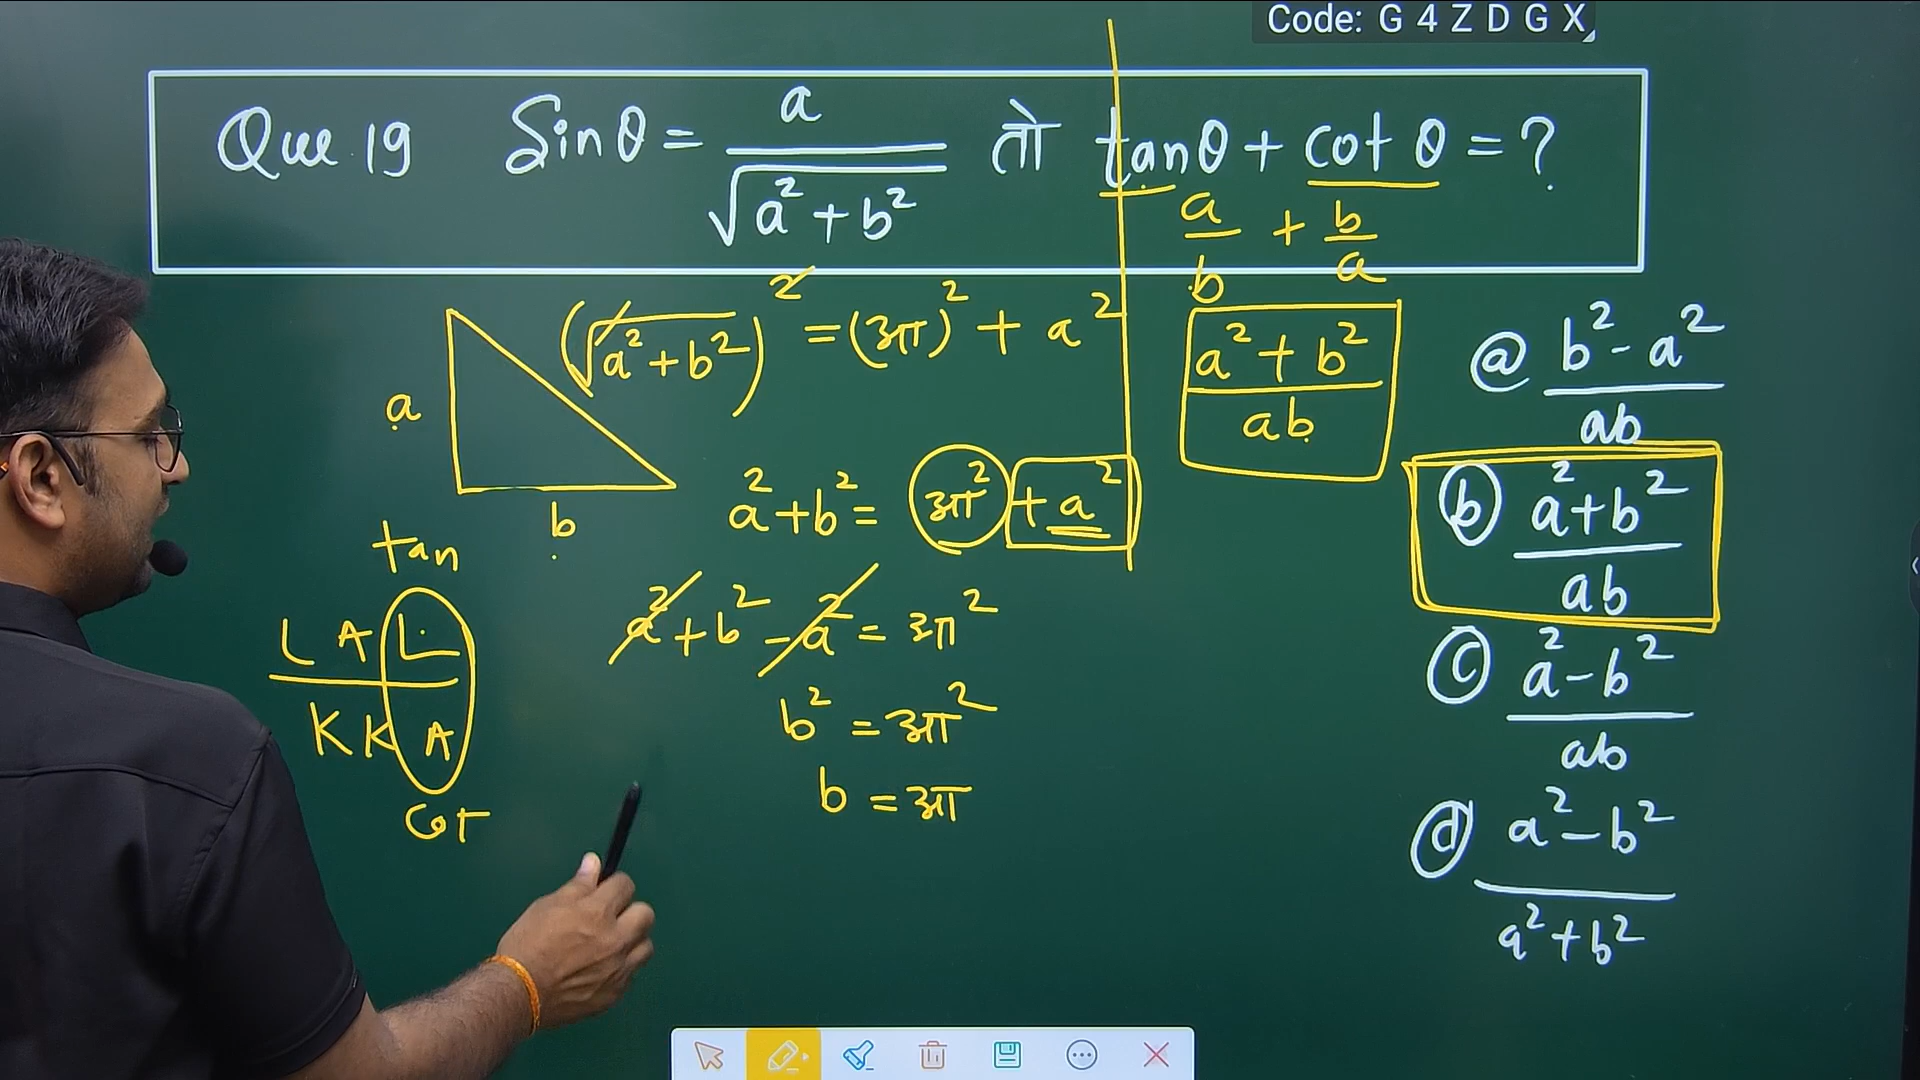 Code: G 4 Z D G X
Que. 19 Sinθ = a/√(a²+b²) तो tanθ + cot θ = ?
a/b + b/a
(√(a²+b²))² = (आ)² + a²
a
b
a²+b² = आ² + a²
a²+b² - a² = आ²
b² = आ²
b = आ
tan
L A L
K K A
Cot
(a²+b²)/ab
ⓐ (b²-a²)/ab
ⓑ (a²+b²)/ab
ⓒ (a²-b²)/ab
ⓓ (a²-b²)/(a²+b²)